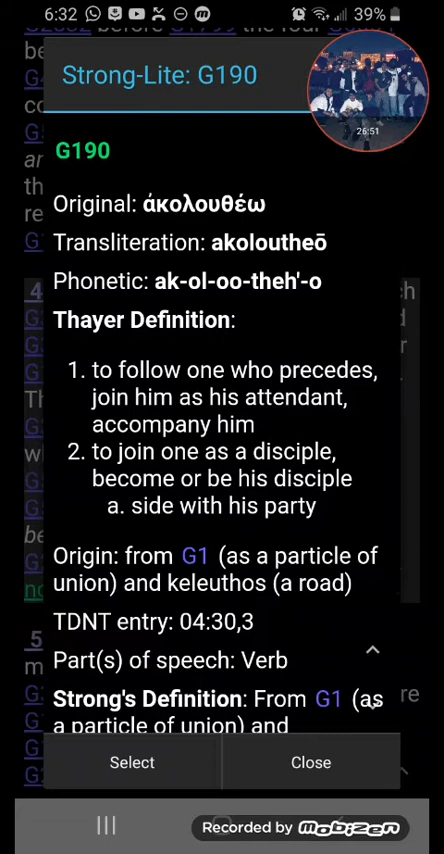 6:32
39%
Strong-Lite: G190
26:51
G190
Original: ἀκολουθέω
Transliteration: akoloutheō
Phonetic: ak-ol-oo-theh'-o
Thayer Definition:
1. to follow one who precedes,
join him as his attendant,
accompany him
2. to join one as a disciple,
become or be his disciple
a. side with his party
Origin: from G1 (as a particle of
union) and keleuthos (a road)
TDNT entry: 04:30,3
Part(s) of speech: Verb
Strong's Definition: From G1 (as
a particle of union) and
Select
Close
Recorded by Mobizen